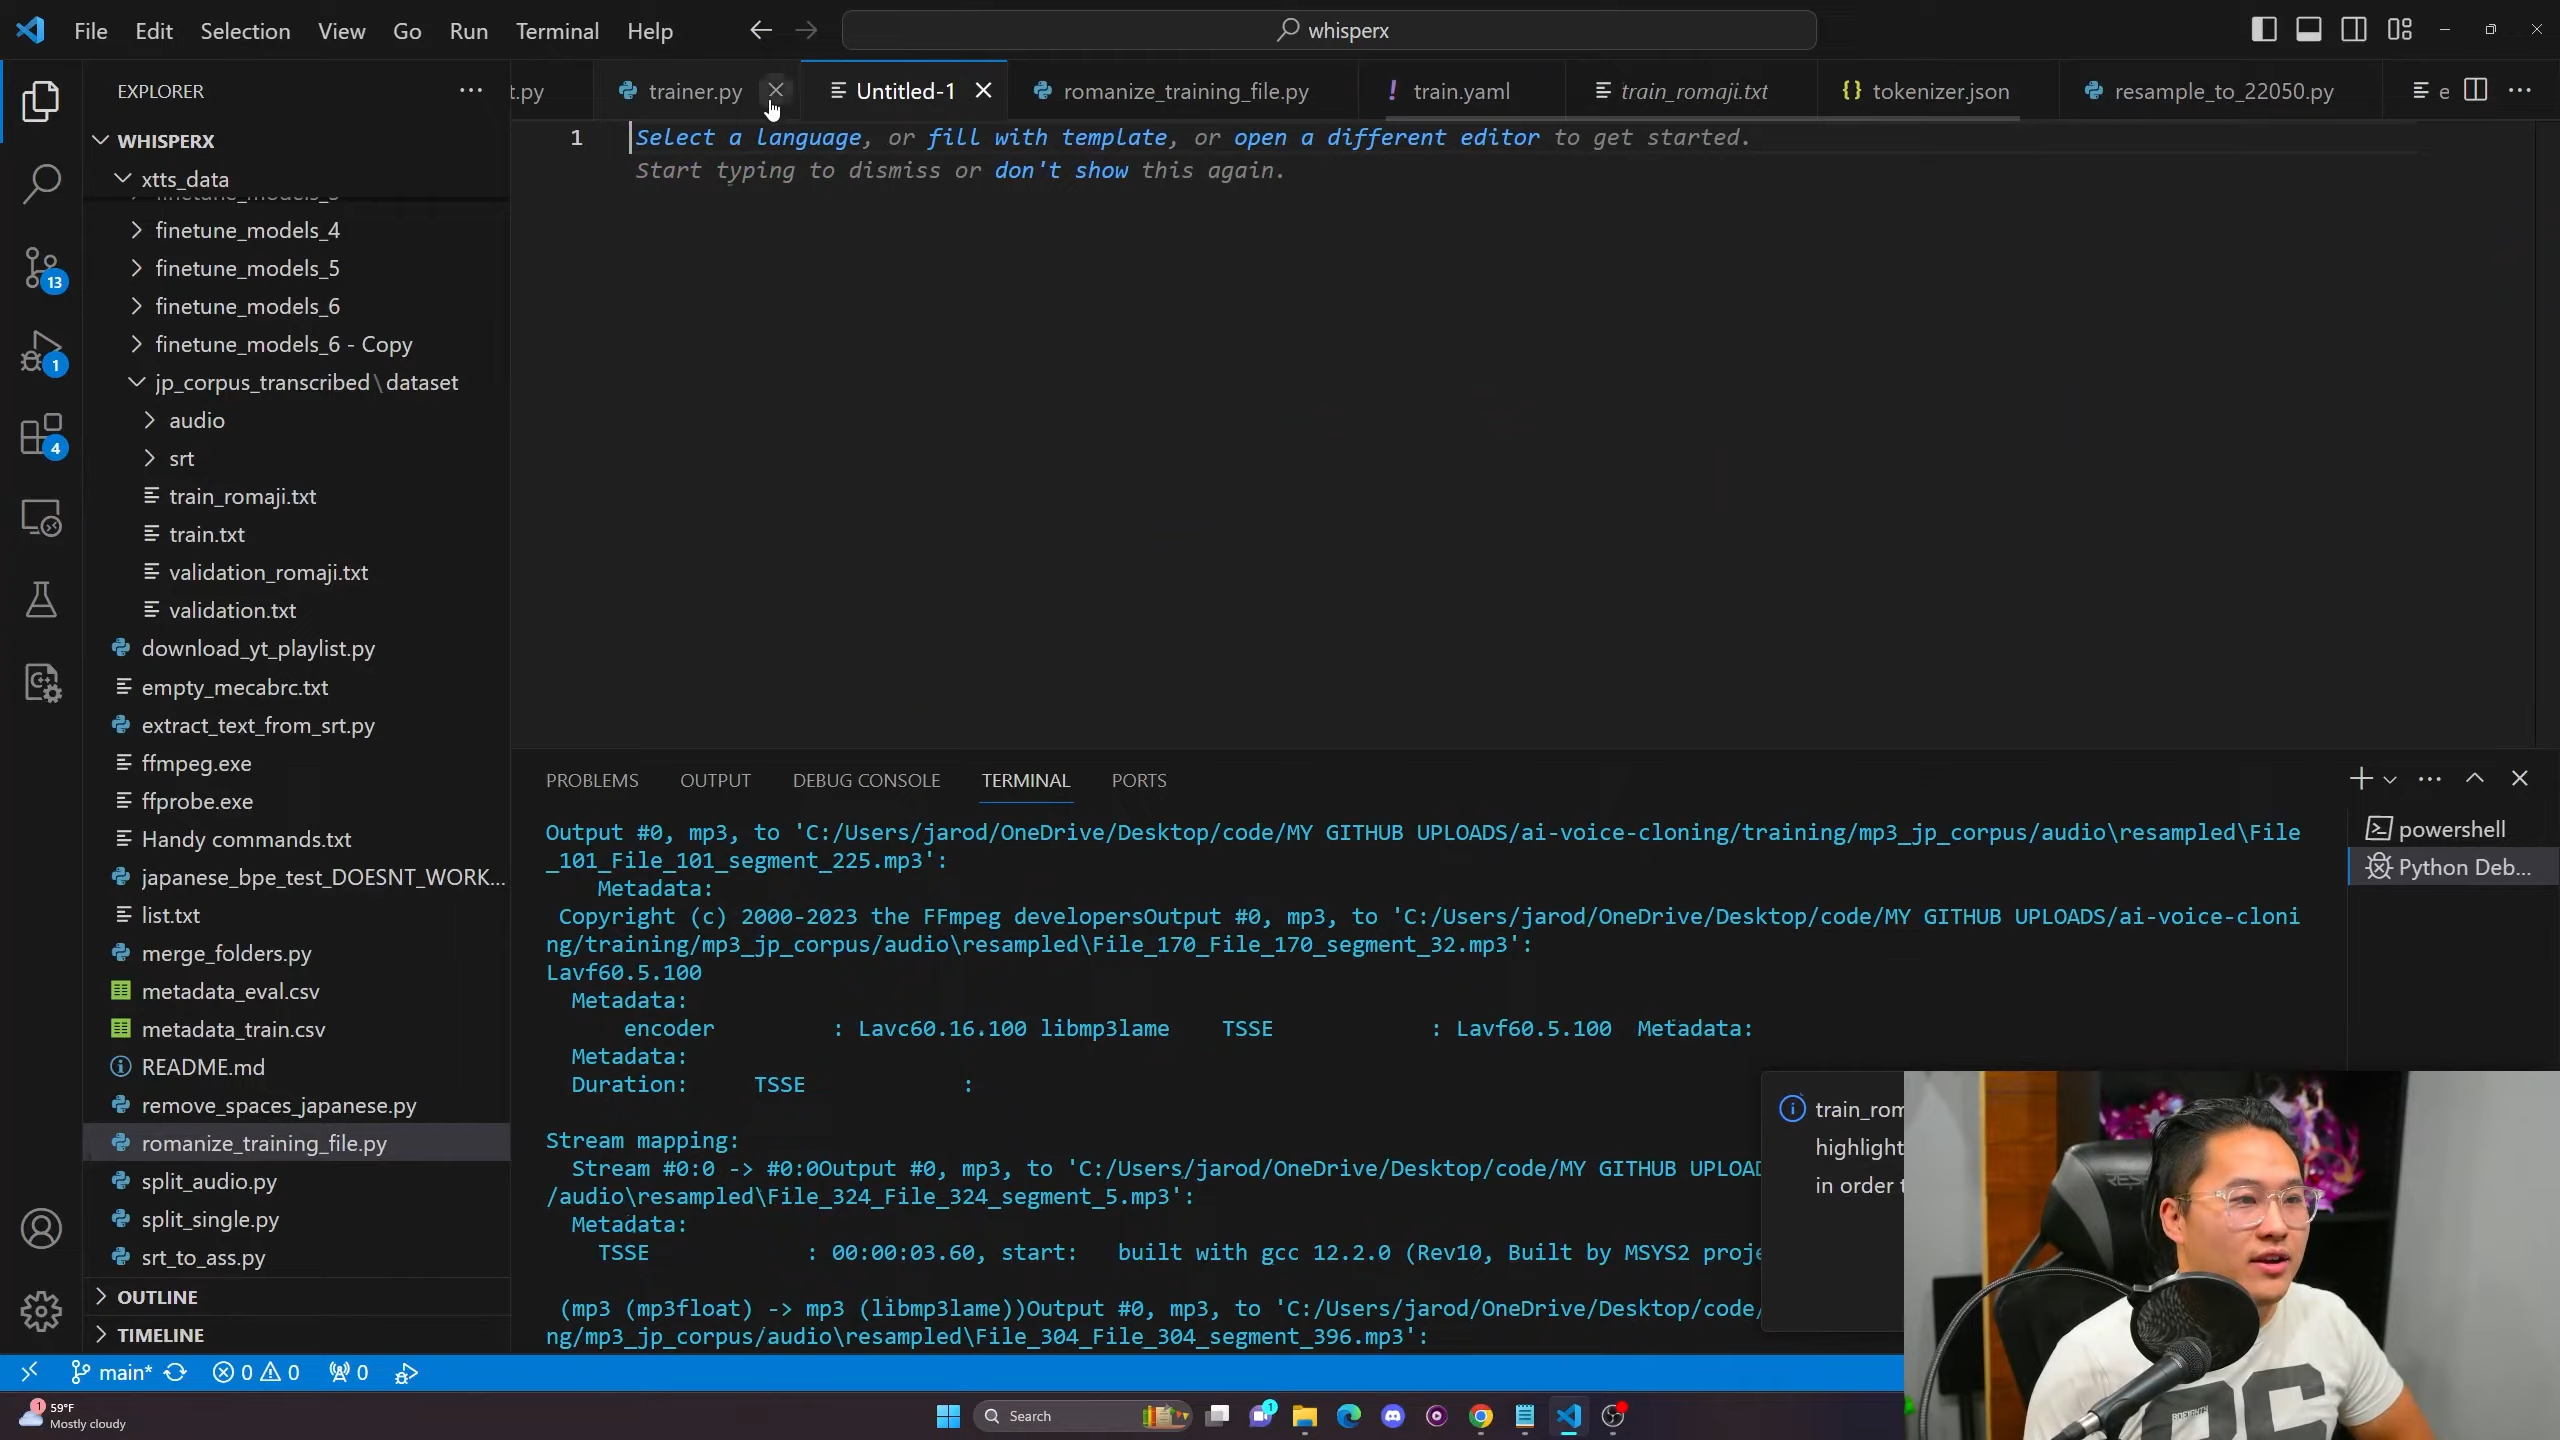 File Edit Selection View Go Run Terminal Help
whisperx
EXPLORER
WHISPERX
xtts_data
finetune_models_4
finetune_models_5
finetune_models_6
finetune_models_6 - Copy
jp_corpus_transcribed\dataset
audio
srt
train_romaji.txt
train.txt
validation_romaji.txt
validation.txt
download_yt_playlist.py
empty_mecabrc.txt
extract_text_from_srt.py
ffmpeg.exe
ffprobe.exe
Handy commands.txt
japanese_bpe_test_DOESNT_WORK...
list.txt
merge_folders.py
metadata_eval.csv
metadata_train.csv
README.md
remove_spaces_japanese.py
romanize_training_file.py
split_audio.py
split_single.py
srt_to_ass.py
OUTLINE
TIMELINE
13
1
4
t.py trainer.py Untitled-1 romanize_training_file.py ! train.yaml train_romaji.txt {} tokenizer.json resample_to_22050.py e
1 Select a language, or fill with template, or open a different editor to get started.
Start typing to dismiss or don't show this again.
PROBLEMS OUTPUT DEBUG CONSOLE TERMINAL PORTS
powershell
Python Deb...
Output #0, mp3, to 'C:/Users/jarod/OneDrive/Desktop/code/MY GITHUB UPLOADS/ai-voice-cloning/training/mp3_jp_corpus/audio\resampled\File
_101_File_101_segment_225.mp3':
Metadata:
Copyright (c) 2000-2023 the FFmpeg developersOutput #0, mp3, to 'C:/Users/jarod/OneDrive/Desktop/code/MY GITHUB UPLOADS/ai-voice-cloni
ng/training/mp3_jp_corpus/audio\resampled\File_170_File_170_segment_32.mp3':
Lavf60.5.100
Metadata:
encoder : Lavc60.16.100 libmp3lame TSSE : Lavf60.5.100 Metadata:
Metadata:
Duration: TSSE :
Stream mapping:
Stream #0:0 -> #0:0Output #0, mp3, to 'C:/Users/jarod/OneDrive/Desktop/code/MY GITHUB UPLOAD
/audio\resampled\File_324_File_324_segment_5.mp3':
Metadata:
TSSE : 00:00:03.60, start: built with gcc 12.2.0 (Rev10, Built by MSYS2 proje
(mp3 (mp3float) -> mp3 (libmp3lame))Output #0, mp3, to 'C:/Users/jarod/OneDrive/Desktop/code/
ng/mp3_jp_corpus/audio\resampled\File_304_File_304_segment_396.mp3':
train_rom
highlight
in order t
main* 0 0 0
1 59°F
Mostly cloudy
Search
1